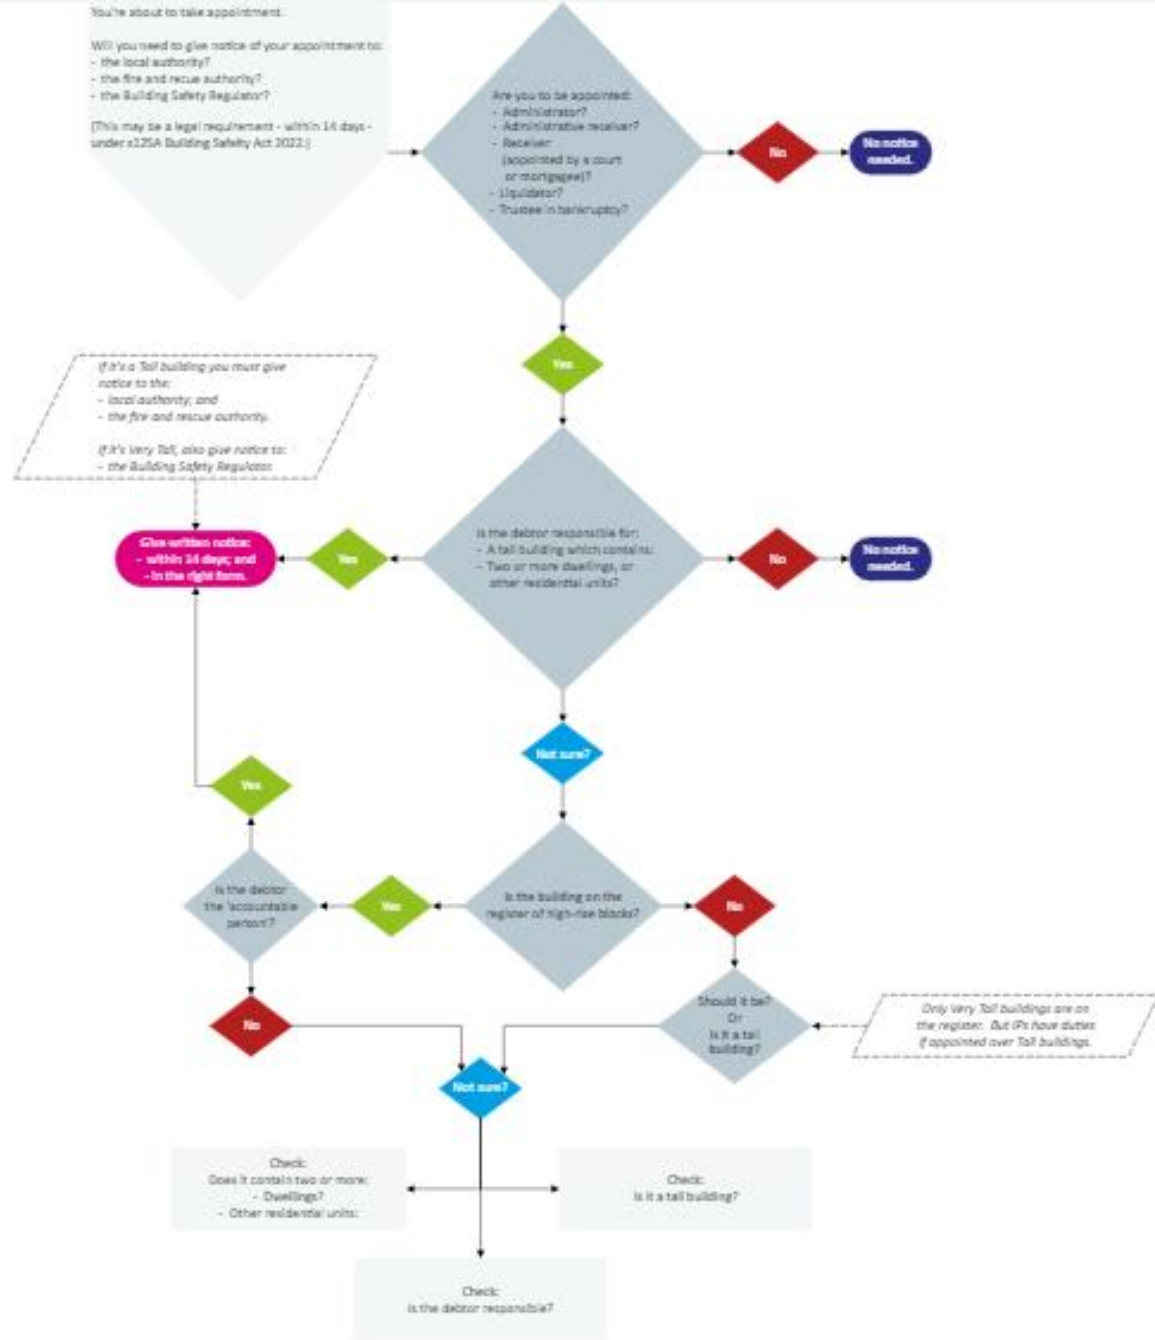 You're about to take appointment.
Will you need to give notice of your appointment to:
- the local authority?
- the fire and recue authority?
- the Building Safety Regulator?
(This may be a legal requirement - within 14 days -
under s125A Building Safety Act 2022.)
Are you to be appointed:
- Administrator?
- Administrative receiver?
- Receiver
(appointed by a court
or mortgagee)?
- Liquidator?
- Trustee in bankruptcy?
No
No notice
needed.
Yes
If it's a Tall building you must give
notice to the:
- local authority; and
- the fire and rescue authority.
If it's Very Tall, also give notice to:
- the Building Safety Regulator
Give written notice:
- within 14 days; and
- in the right form.
Yes
Is the debtor responsible for:
- A tall building which contains:
- Two or more dwellings, or
other residential units?
No
No notice
needed.
Not sure?
Yes
Is the debtor
the 'accountable
person'?
Yes
Is the building on the
register of high-rise blocks?
No
No
Should it be?
Or
Is it a tall
building?
Only Very Tall buildings are on
the register. But IPs have duties
if appointed over Tall buildings.
Not sure?
Check:
Does it contain two or more:
- Dwellings?
- Other residential units:
Check:
Is it a tall building?
Check:
Is the debtor responsible?